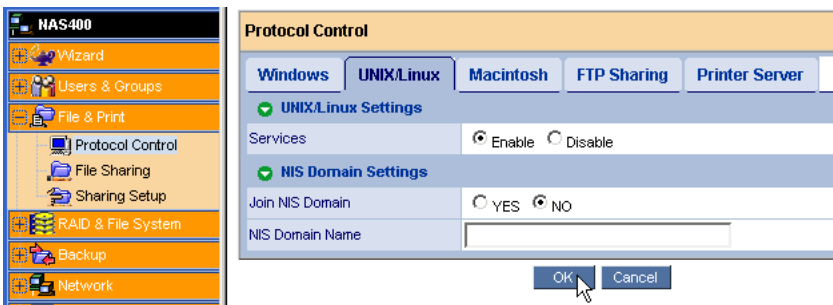 NAS400
Wizard
Users & Groups
File & Print
Protocol Control
File Sharing
Sharing Setup
RAID & File System
Backup
Network
Protocol Control
Windows UNIX/Linux Macintosh FTP Sharing Printer Server
UNIX/Linux Settings
Services Enable Disable
NIS Domain Settings
Join NIS Domain YES NO
NIS Domain Name
OK Cancel